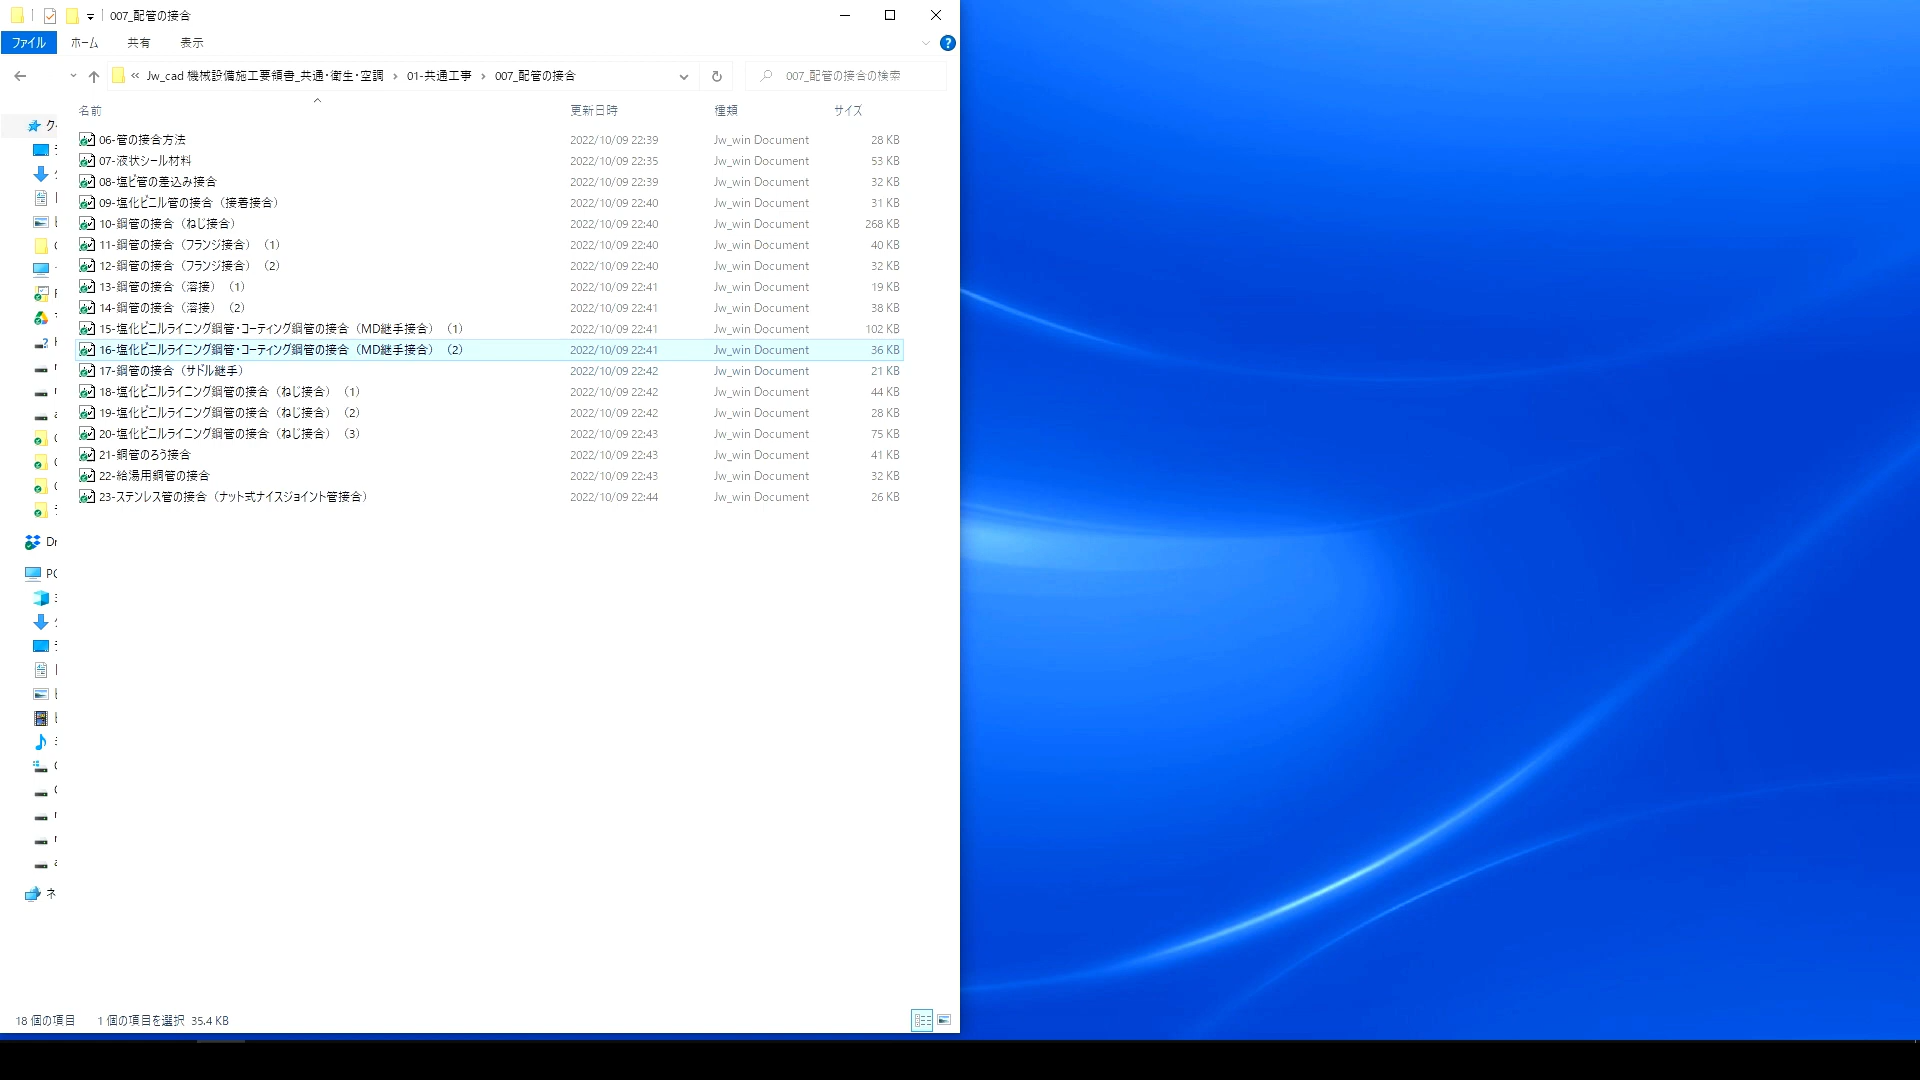 007_配管の接合
ファイル ホーム 共有 表示
« Jw_cad 機械設備施工要領書_共通・衛生・空調 › 01-共通工事 › 007_配管の接合
007_配管の接合の検索
名前 更新日時 種類 サイズ
06-管の接合方法 2022/10/09 22:39 Jw_win Document 28 KB
07-液状シール材料 2022/10/09 22:35 Jw_win Document 53 KB
08-塩ビ管の差込み接合 2022/10/09 22:39 Jw_win Document 32 KB
09-塩化ビニル管の接合（接着接合） 2022/10/09 22:40 Jw_win Document 31 KB
10-鋼管の接合（ねじ接合） 2022/10/09 22:40 Jw_win Document 268 KB
11-鋼管の接合（フランジ接合）（1） 2022/10/09 22:40 Jw_win Document 40 KB
12-鋼管の接合（フランジ接合）（2） 2022/10/09 22:40 Jw_win Document 32 KB
13-鋼管の接合（溶接）（1） 2022/10/09 22:41 Jw_win Document 19 KB
14-鋼管の接合（溶接）（2） 2022/10/09 22:41 Jw_win Document 38 KB
15-塩化ビニルライニング鋼管・コーティング鋼管の接合（MD継手接合）（1） 2022/10/09 22:41 Jw_win Document 102 KB
16-塩化ビニルライニング鋼管・コーティング鋼管の接合（MD継手接合）（2） 2022/10/09 22:41 Jw_win Document 36 KB
17-鋼管の接合（サドル継手） 2022/10/09 22:42 Jw_win Document 21 KB
18-塩化ビニルライニング鋼管の接合（ねじ接合）（1） 2022/10/09 22:42 Jw_win Document 44 KB
19-塩化ビニルライニング鋼管の接合（ねじ接合）（2） 2022/10/09 22:42 Jw_win Document 28 KB
20-塩化ビニルライニング鋼管の接合（ねじ接合）（3） 2022/10/09 22:43 Jw_win Document 75 KB
21-銅管のろう接合 2022/10/09 22:43 Jw_win Document 41 KB
22-給湯用銅管の接合 2022/10/09 22:43 Jw_win Document 32 KB
23-ステンレス管の接合（ナット式ナイスジョイント管接合） 2022/10/09 22:44 Jw_win Document 26 KB
ク
Dr
PC
ネ
18 個の項目 1 個の項目を選択 35.4 KB